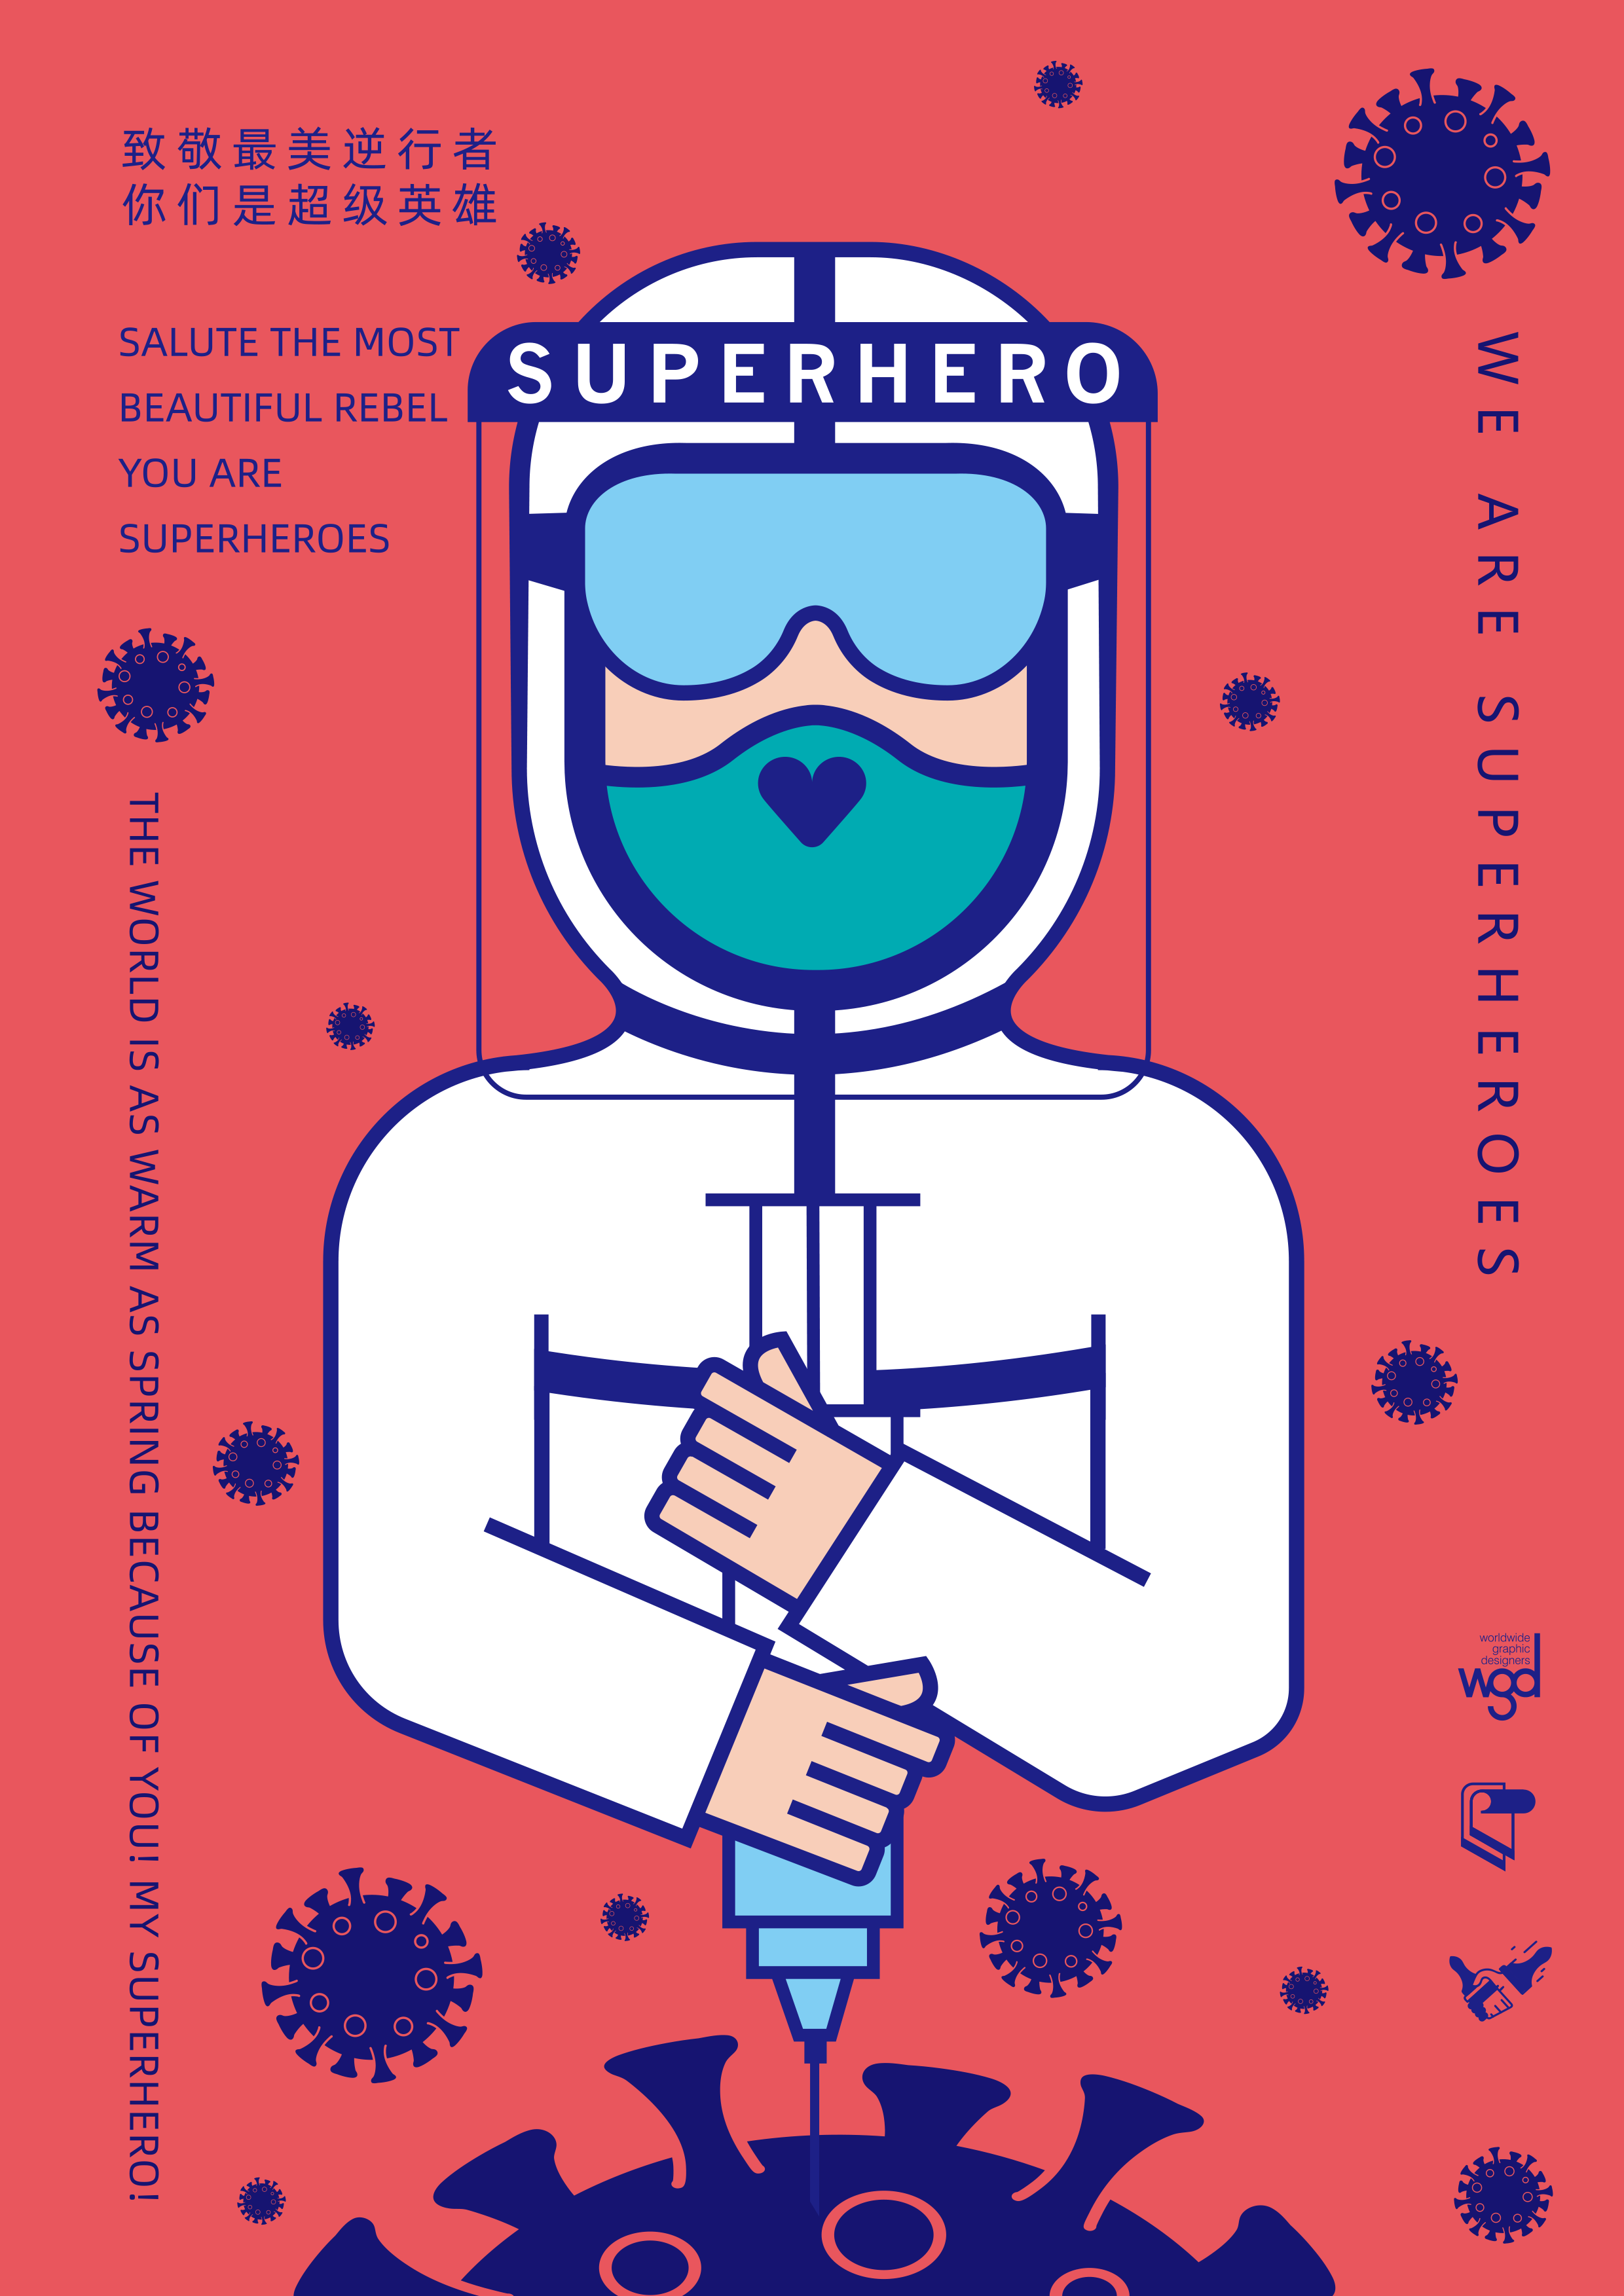 致敬最美逆行者
你们是超级英雄
SALUTE THE MOST
BEAUTIFUL REBEL
YOU ARE
SUPERHEROES
SUPERHERO
WE ARE SUPERHEROES
THE WORLD IS AS WARM AS SPRING BECAUSE OF YOU! MY SUPERHERO!
worldwide
graphic
designers
wgd